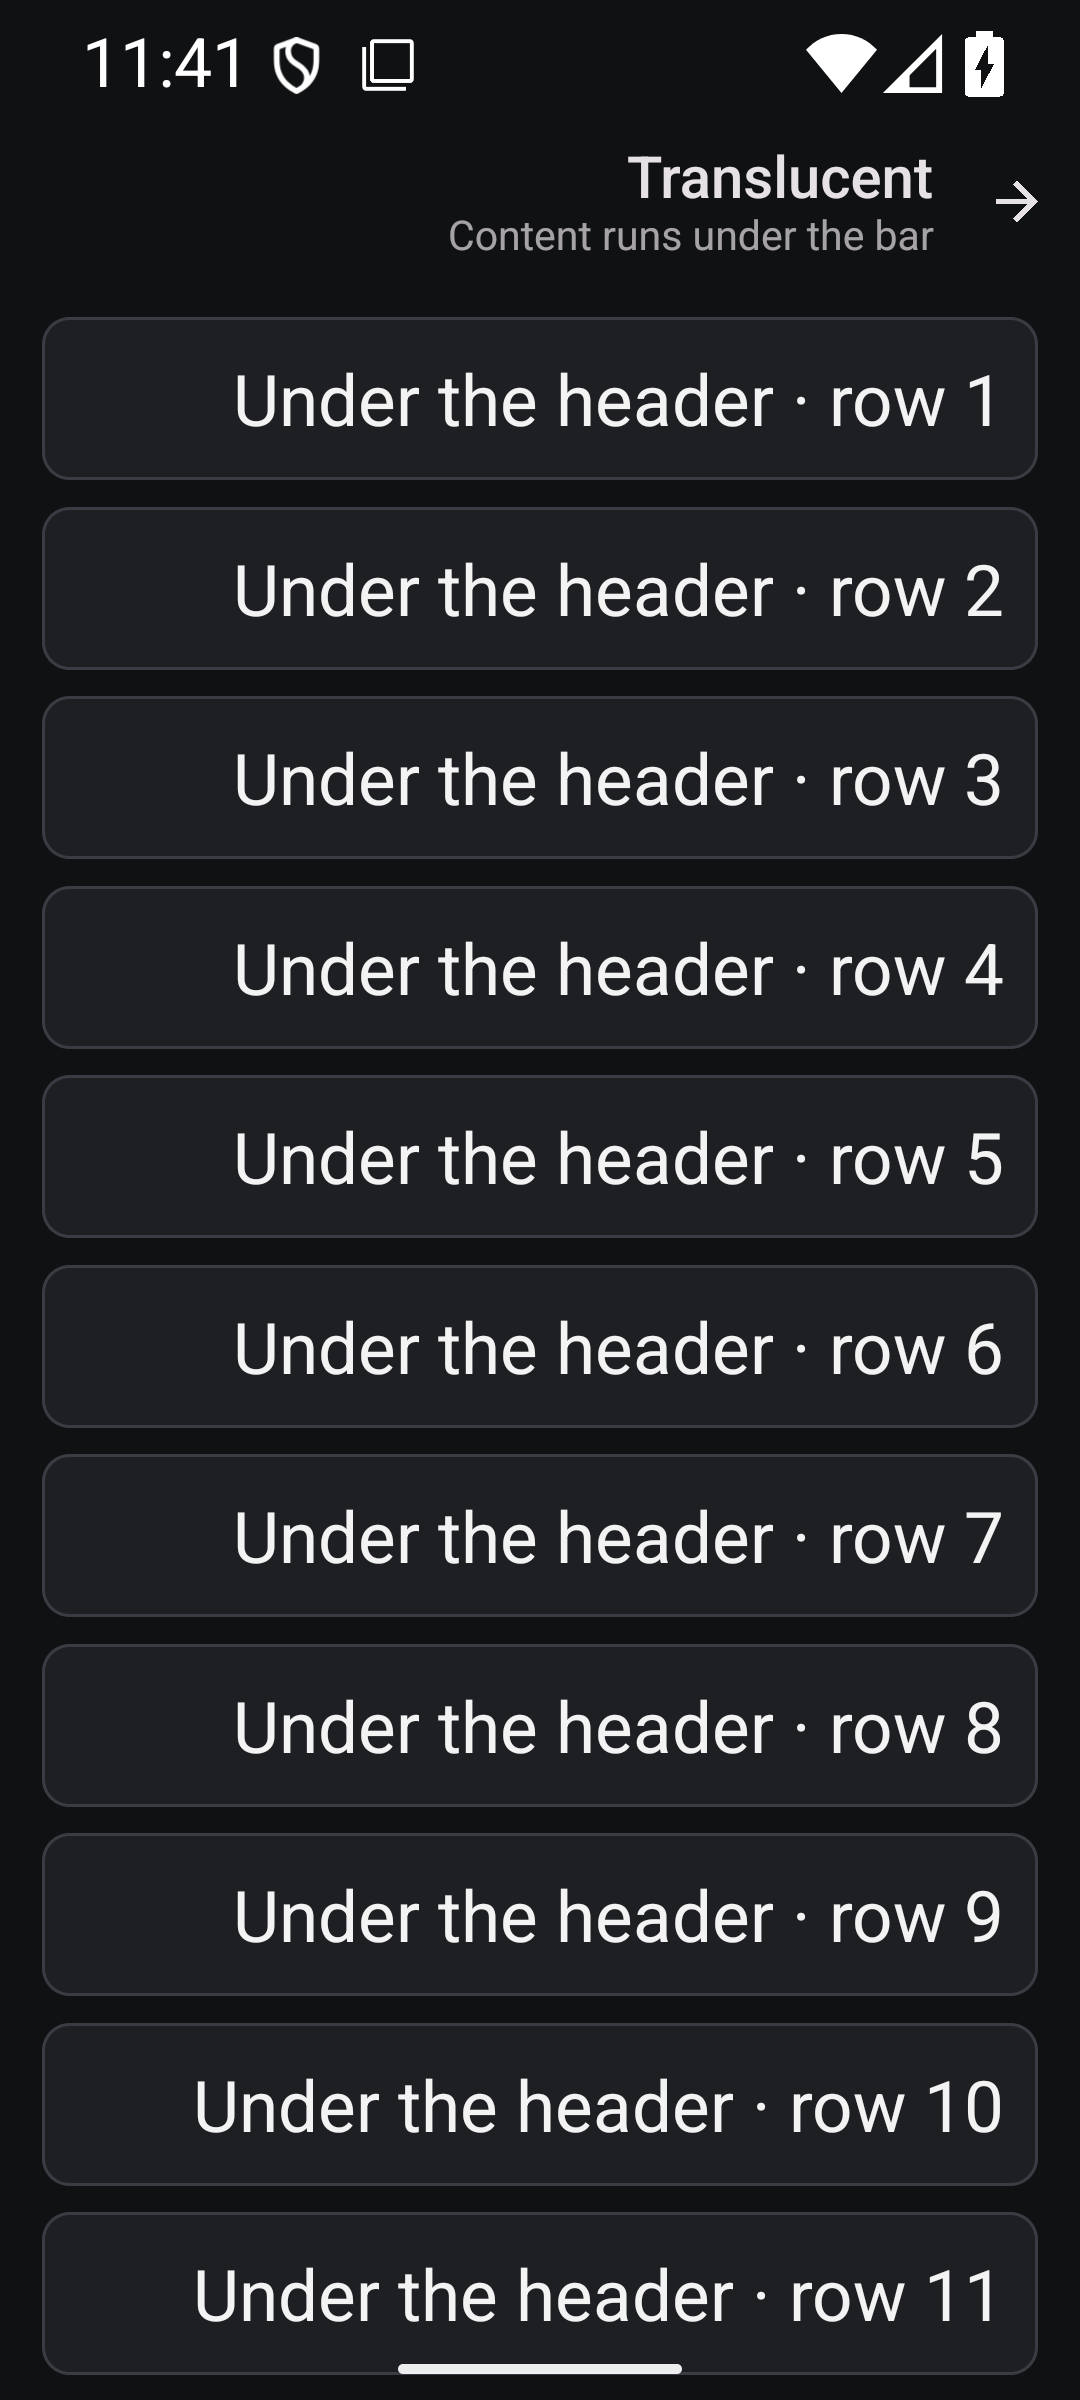 11:41
Translucent
Content runs under the bar
Under the header · row 1
Under the header · row 2
Under the header · row 3
Under the header · row 4
Under the header · row 5
Under the header · row 6
Under the header · row 7
Under the header · row 8
Under the header · row 9
Under the header · row 10
Under the header · row 11